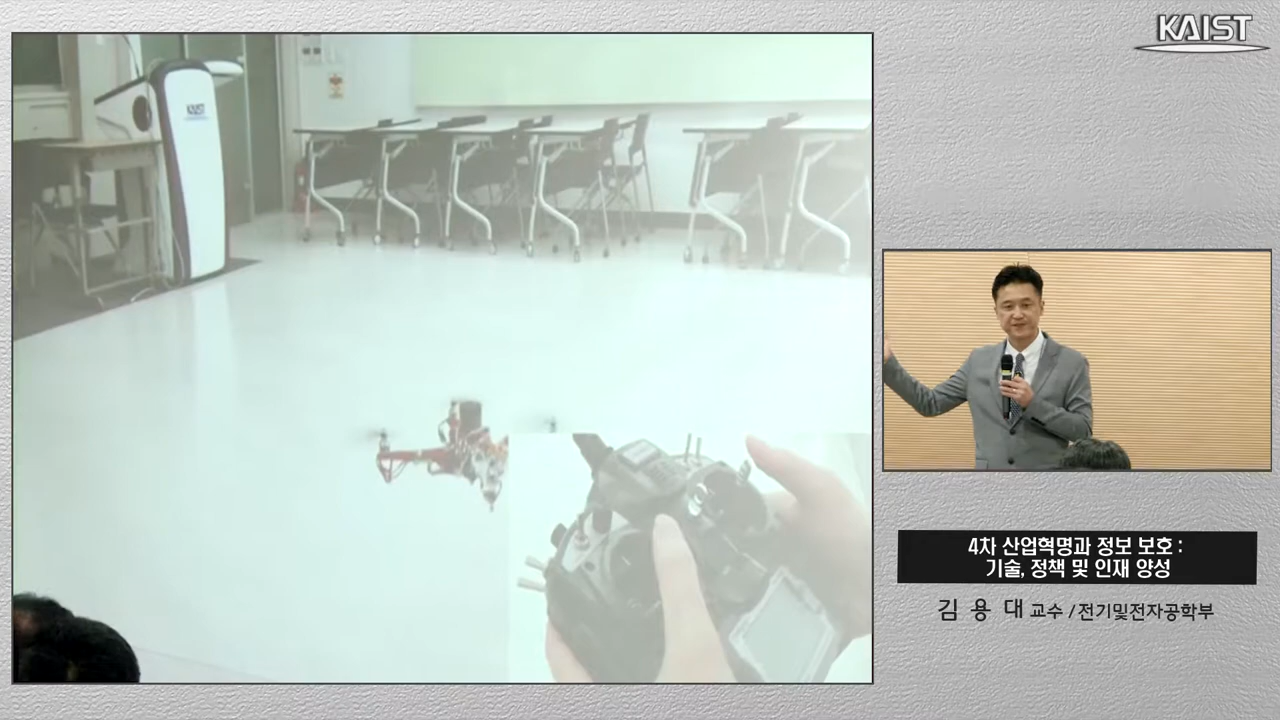 KAIST
KAIST
4차 산업혁명과 정보 보호 :
기술, 정책 및 인재 양성
김 용 대 교수 / 전기및전자공학부